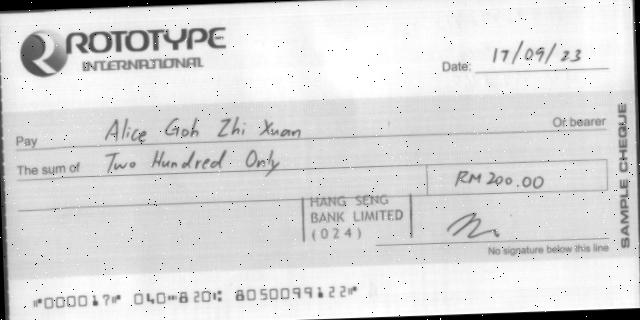 ROTOTYPE
INTERNATIONAL
Date: 17/09/23
Pay Alice Goh Zhi Xuan Or bearer
The sum of Two Hundred Only
RM 200.00
HANG SENG
BANK LIMITED
(024)
No signature below this line
SAMPLE CHEQUE
⑈000017⑈ 040⑉820⑆ 8050099122⑈